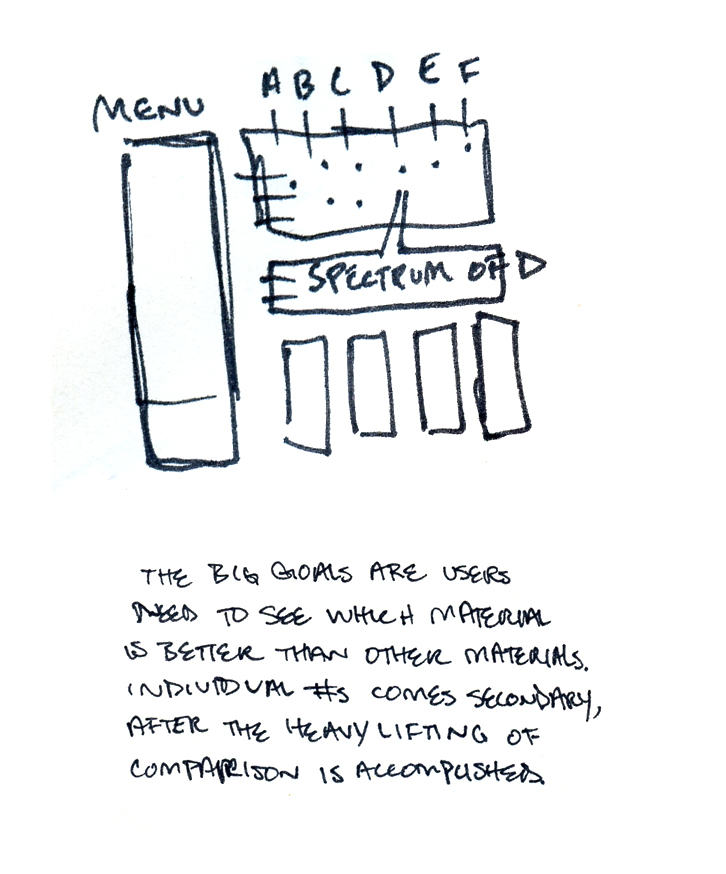 A B C D E F
MENU
SPECTRUM OF D
THE BIG GOALS ARE USERS
NEED TO SEE WHICH MATERIAL
IS BETTER THAN OTHER MATERIALS.
INDIVIDUAL #S COMES SECONDARY,
AFTER THE HEAVY LIFTING OF
COMPARISON IS ACCOMPLISHED.